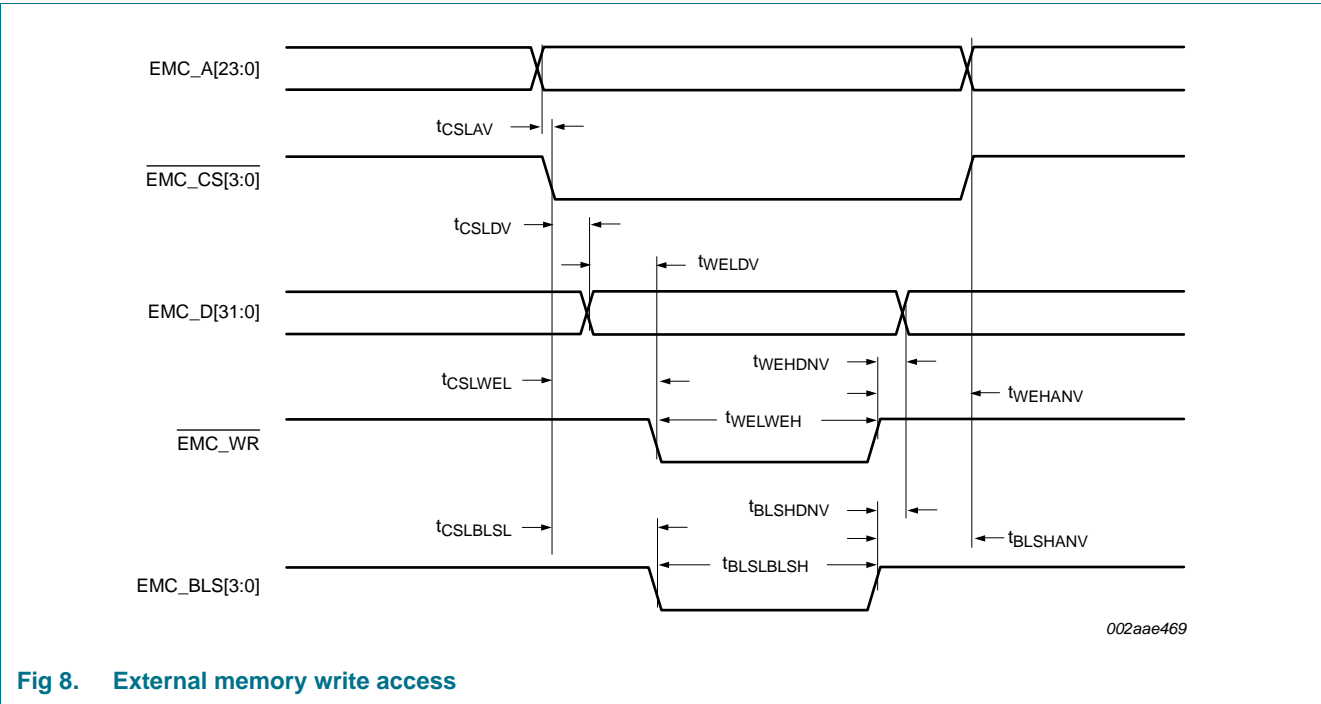 EMC_A[23:0]
tCSLAV
EMC_CS[3:0]
tCSLDV
tWELDV
EMC_D[31:0]
tWEHDNV
tCSLWEL
tWEHANV
tWELWEH
EMC_WR
tBLSHDNV
tCSLBLSL
tBLSHANV
tBLSLBLSH
EMC_BLS[3:0]
002aae469
Fig 8. External memory write access